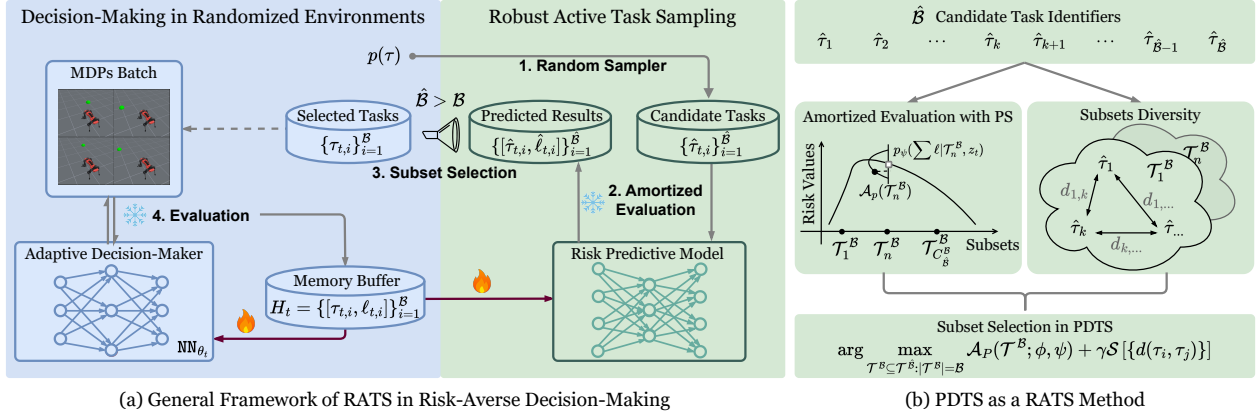 Decision-Making in Randomized Environments
Robust Active Task Sampling
MDPs Batch
p(τ)
1. Random Sampler
B̂ > B
Selected Tasks
{τ_{t,i}}_{i=1}^{B}
Predicted Results
{[τ̂_{t,i}, ℓ̂_{t,i}]}_{i=1}^{B̂}
Candidate Tasks
{τ̂_{t,i}}_{i=1}^{B̂}
3. Subset Selection
2. Amortized
Evaluation
4. Evaluation
Adaptive Decision-Maker
NN_{θ_t}
Memory Buffer
H_t = {[τ_{t,i}, ℓ_{t,i}]}_{i=1}^{B}
Risk Predictive Model
(a) General Framework of RATS in Risk-Averse Decision-Making
B̂ Candidate Task Identifiers
τ̂_1 τ̂_2 ⋯ τ̂_k τ̂_{k+1} ⋯ τ̂_{B̂−1} τ̂_{B̂}
Amortized Evaluation with PS
Risk Values
p_ψ(∑ ℓ|T_n^B, z_t)
A_p(T_n^B)
Subsets
T_1^B T_n^B T_{C_{B̂}^B}^B
Subsets Diversity
T_n^B
T_1^B
τ̂_1
d_{1,k} d_{1,...}
τ̂_k τ̂_{...}
d_{k,...}
Subset Selection in PDTS
arg max_{T^B⊆T^{B̂}:|T^B|=B} A_P(T^B; φ, ψ) + γS[{d(τ_i, τ_j)}]
(b) PDTS as a RATS Method